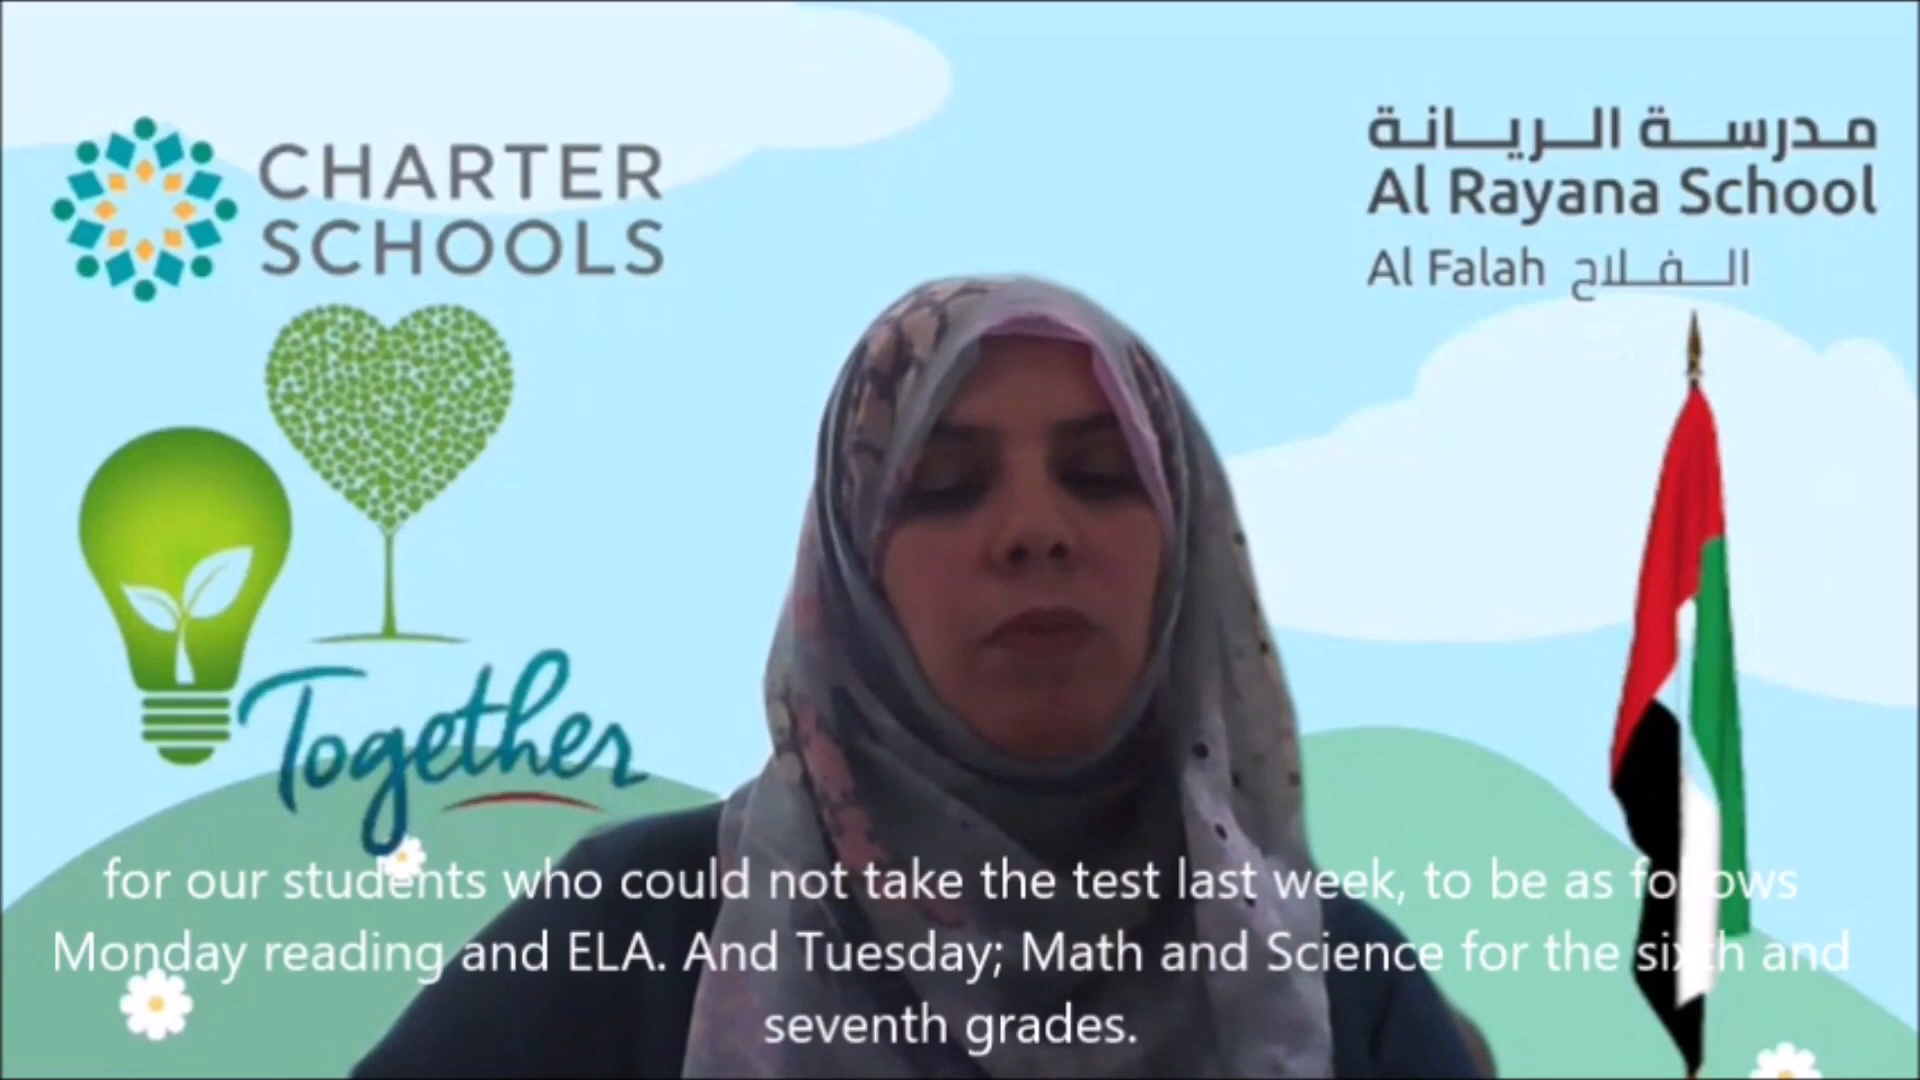 CHARTER
SCHOOLS
مدرسة الريانة
Al Rayana School
Al Falah الفلاح
Together
for our students who could not take the test last week, to be as follows
Monday reading and ELA. And Tuesday; Math and Science for the sixth and
seventh grades.